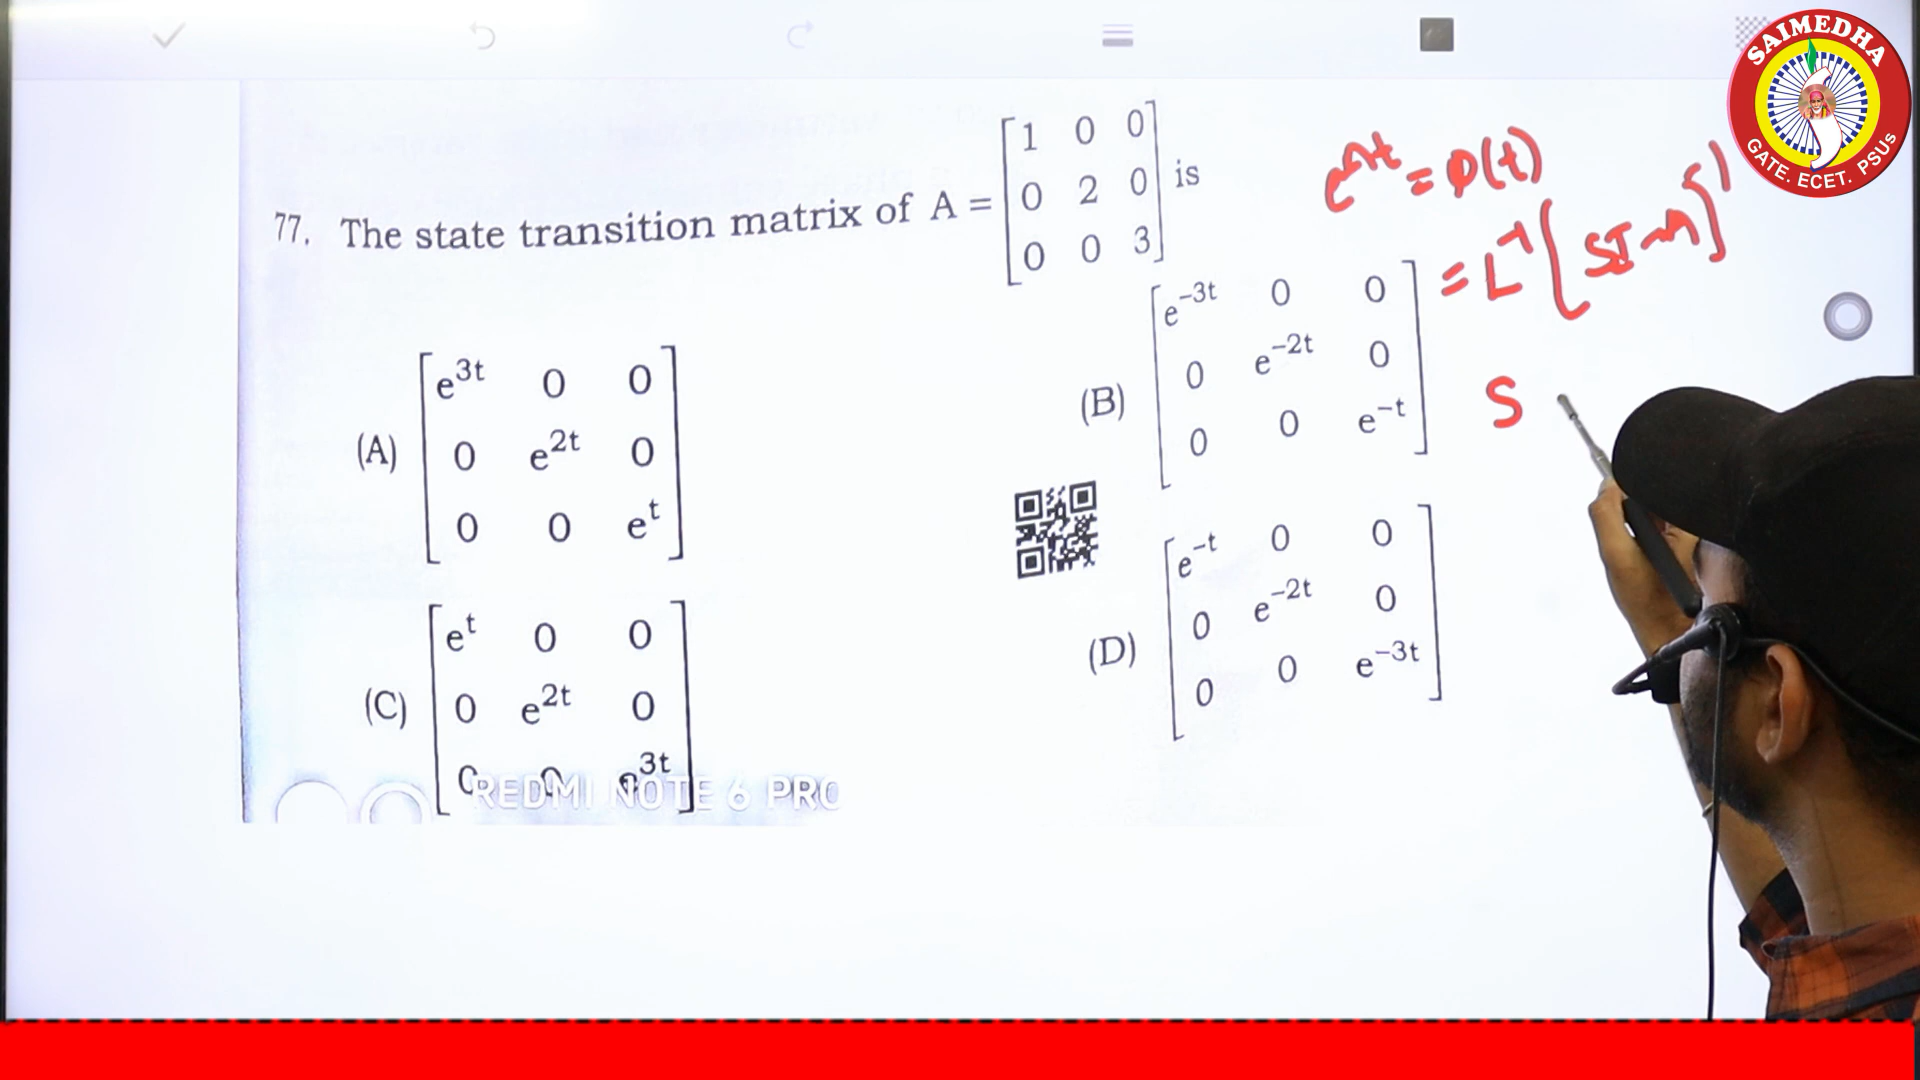 SAIMEDHA
GATE. ECET. PSUs
77. The state transition matrix of A = [1 0 0
0 2 0
0 0 3] is
e^At = φ(t)
= L^-1 [SI-A]^-1
S
(A) [e^3t 0 0
0 e^2t 0
0 0 e^t]
(B) [e^-3t 0 0
0 e^-2t 0
0 0 e^-t]
(C) [e^t 0 0
0 e^2t 0
0 0 e^3t]
(D) [e^-t 0 0
0 e^-2t 0
0 0 e^-3t]
REDMI NOTE 6 PRO